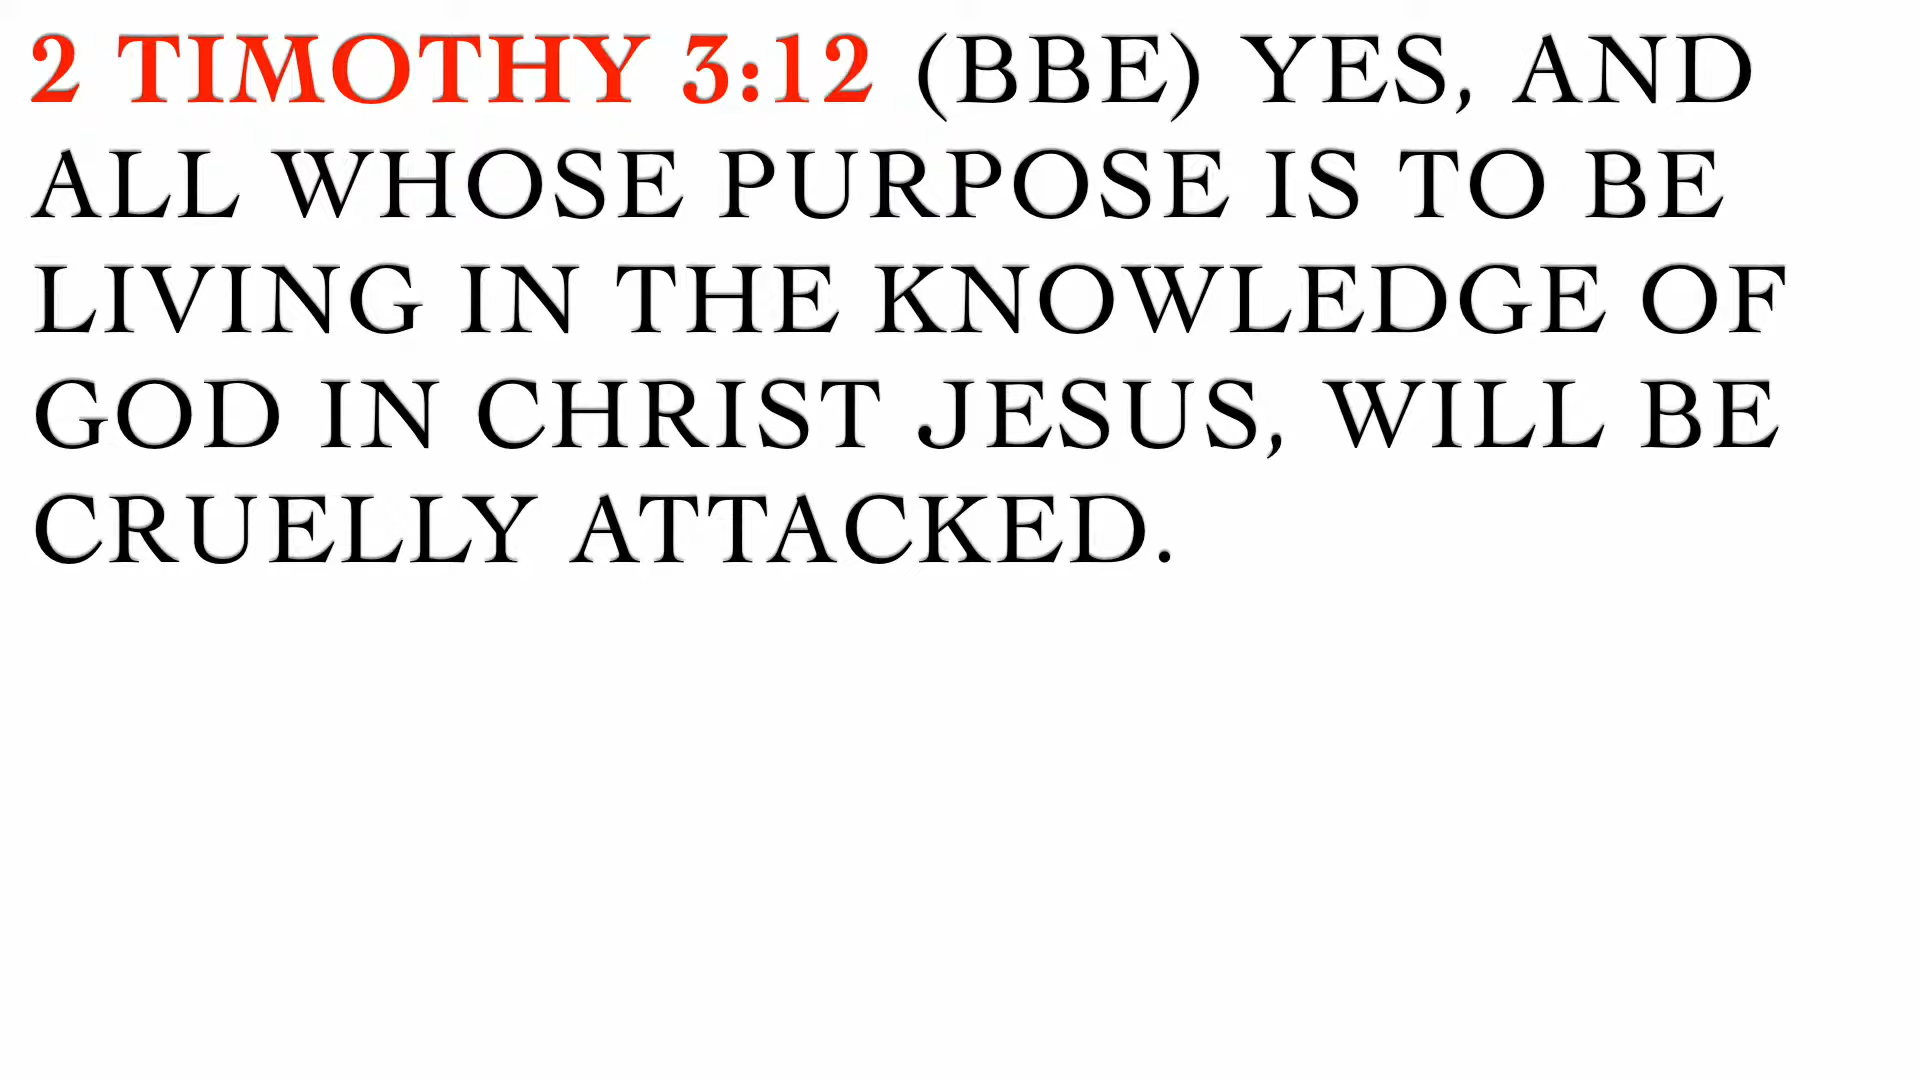 2 TIMOTHY 3:12 (BBE) YES, AND
ALL WHOSE PURPOSE IS TO BE
LIVING IN THE KNOWLEDGE OF
GOD IN CHRIST JESUS, WILL BE
CRUELLY ATTACKED.